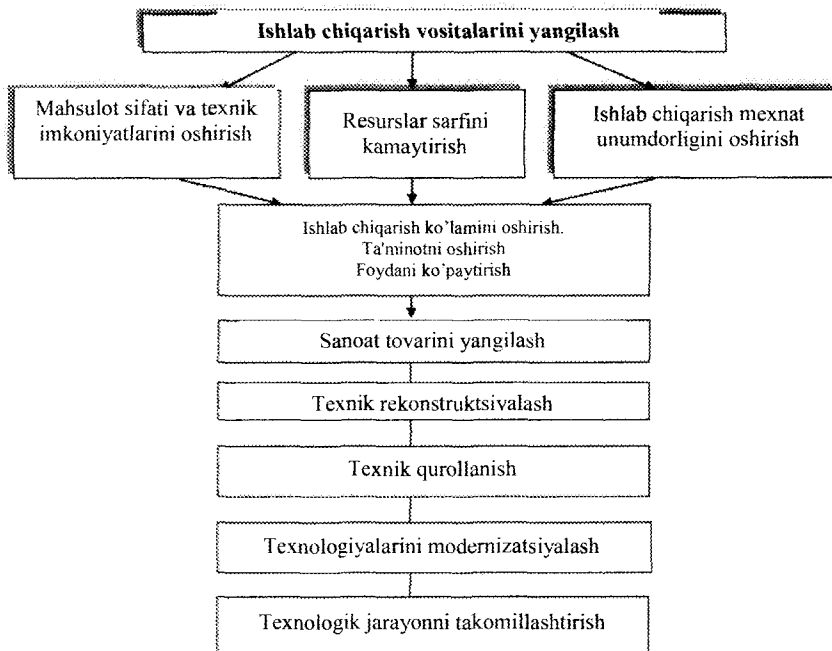 Ishlab chiqarish vositalarini yangilash
Mahsulot sifati va texnik
imkoniyatlarini oshirish
Resurslar sarfini
kamaytirish
Ishlab chiqarish mexnat
unumdorligini oshirish
Ishlab chiqarish ko`lamini oshirish.
Ta'minotni oshirish
Foydani ko`paytirish
Sanoat tovarini yangilash
Texnik rekonstruktsivalash
Texnik qurollanish
Texnologiyalarini modernizatsiyalash
Texnologik jarayonni takomillashtirish